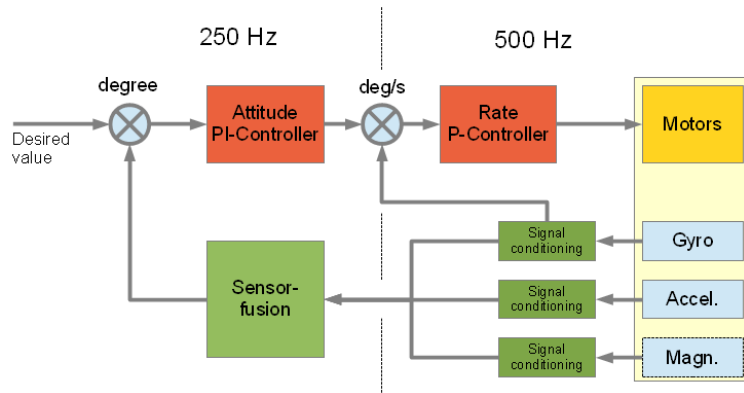 250 Hz
500 Hz
degree
deg/s
Desired
value
Attitude
PI-Controller
Rate
P-Controller
Motors
Signal
conditioning
Gyro
Sensor-
fusion
Signal
conditioning
Accel.
Signal
conditioning
Magn.